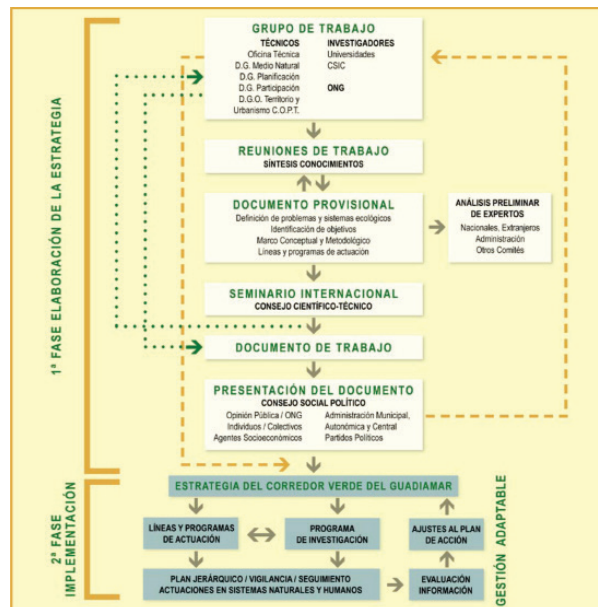 GRUPO DE TRABAJO
TÉCNICOS
Oficina Técnica
D.G. Medio Natural
D.G. Planificación
D.G. Participación
D.G.O. Territorio y
Urbanismo C.O.P.T.
INVESTIGADORES
Universidades
CSIC
ONG
REUNIONES DE TRABAJO
SÍNTESIS CONOCIMIENTOS
DOCUMENTO PROVISIONAL
Definición de problemas y sistemas ecológicos
Identificación de objetivos
Marco Conceptual y Metodológico
Líneas y programas de actuación
ANÁLISIS PRELIMINAR
DE EXPERTOS
Nacionales, Extranjeros
Administración
Otros Comités
SEMINARIO INTERNACIONAL
CONSEJO CIENTÍFICO-TÉCNICO
DOCUMENTO DE TRABAJO
PRESENTACIÓN DEL DOCUMENTO
CONSEJO SOCIAL POLÍTICO
Opinión Pública / ONG
Individuos / Colectivos
Agentes Socioeconómicos
Administración Municipal,
Autonómica y Central
Partidos Políticos
1ª FASE ELABORACIÓN DE LA ESTRATEGIA
ESTRATEGIA DEL CORREDOR VERDE DEL GUADIAMAR
LÍNEAS Y PROGRAMAS
DE ACTUACIÓN
PROGRAMA
DE INVESTIGACIÓN
AJUSTES AL PLAN
DE ACCIÓN
PLAN JERÁRQUICO / VIGILANCIA / SEGUIMIENTO
ACTUACIONES EN SISTEMAS NATURALES Y HUMANOS
EVALUACIÓN
INFORMACIÓN
2ª FASE
IMPLEMENTACIÓN
GESTIÓN ADAPTABLE